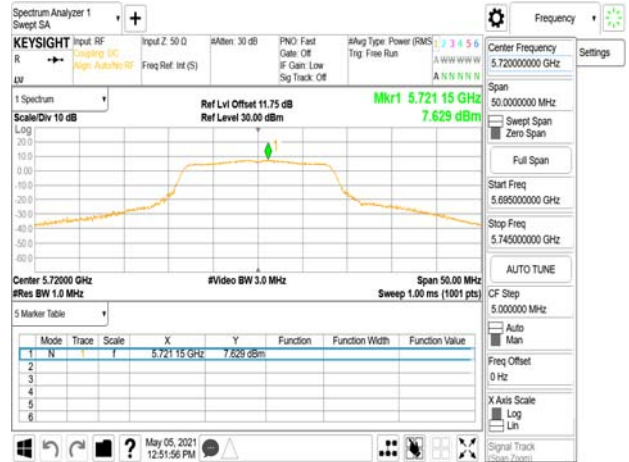 Spectrum Analyzer 1
Swept SA
+
Frequency
KEYSIGHT
R
LXI
Input: RF
Coupling: DC
Align: Auto/No RF
Input Z: 50 Ω
Freq Ref: Int (S)
#Atten: 30 dB
PNO: Fast
Gate: Off
IF Gain: Low
Sig Track: Off
#Avg Type: Power (RMS
Trig: Free Run
1 2 3 4 5 6
A W W W W W
A N N N N N
Center Frequency
5.720000000 GHz
Settings
Span
50.0000000 MHz
Swept Span
Zero Span
Full Span
Start Freq
5.695000000 GHz
Stop Freq
5.745000000 GHz
AUTO TUNE
CF Step
5.000000 MHz
Auto
Man
Freq Offset
0 Hz
X Axis Scale
Log
Lin
Signal Track
(Span Zoom)
1 Spectrum
Scale/Div 10 dB
Ref Lvl Offset 11.75 dB
Ref Level 30.00 dBm
Mkr1 5.721 15 GHz
7.629 dBm
Log
20.0
10.0
0.00
-10.0
-20.0
-30.0
-40.0
-50.0
-60.0
1
Center 5.72000 GHz
#Video BW 3.0 MHz
Span 50.00 MHz
#Res BW 1.0 MHz
Sweep 1.00 ms (1001 pts)
5 Marker Table
Mode Trace Scale X Y Function Function Width Function Value
1 N 1 f 5.721 15 GHz 7.629 dBm
2
3
4
5
6
?
May 05, 2021
12:51:56 PM